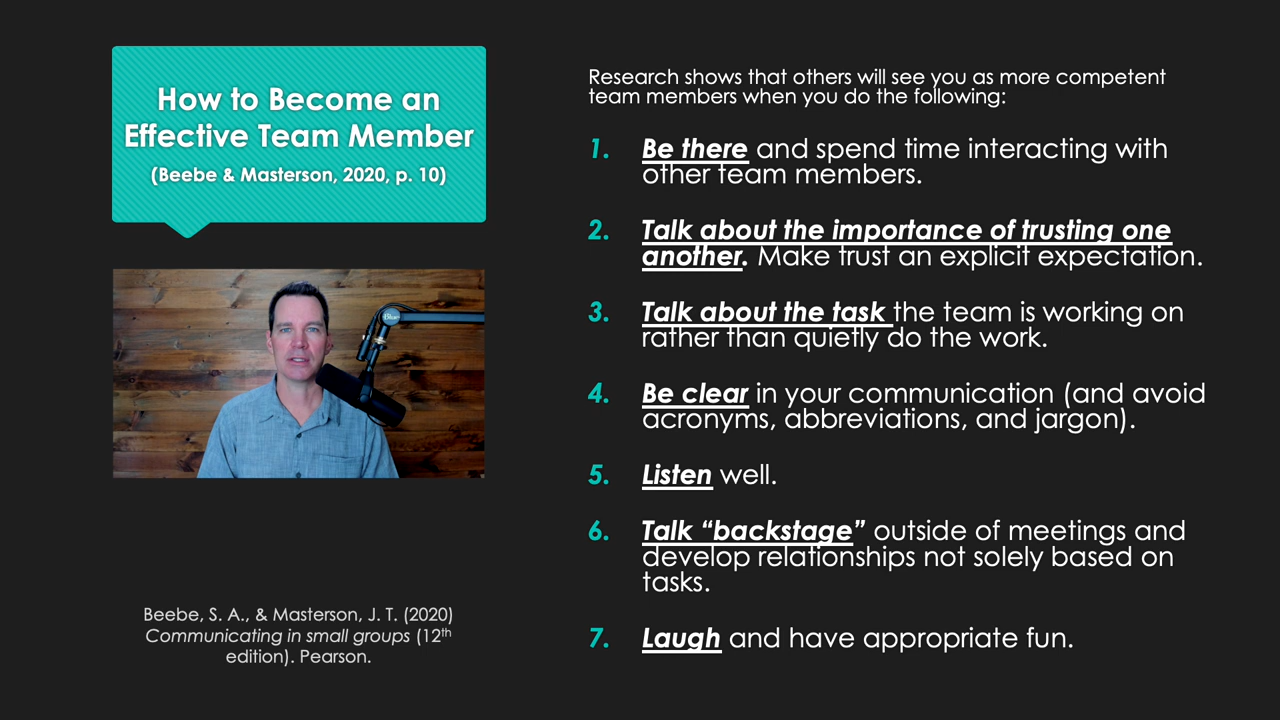 How to Become an
Effective Team Member
(Beebe & Masterson, 2020, p. 10)
Blue
Beebe, S. A., & Masterson, J. T. (2020)
Communicating in small groups (12th
edition). Pearson.
Research shows that others will see you as more competent
team members when you do the following:
1. Be there and spend time interacting with
other team members.
2. Talk about the importance of trusting one
another. Make trust an explicit expectation.
3. Talk about the task the team is working on
rather than quietly do the work.
4. Be clear in your communication (and avoid
acronyms, abbreviations, and jargon).
5. Listen well.
6. Talk “backstage” outside of meetings and
develop relationships not solely based on
tasks.
7. Laugh and have appropriate fun.